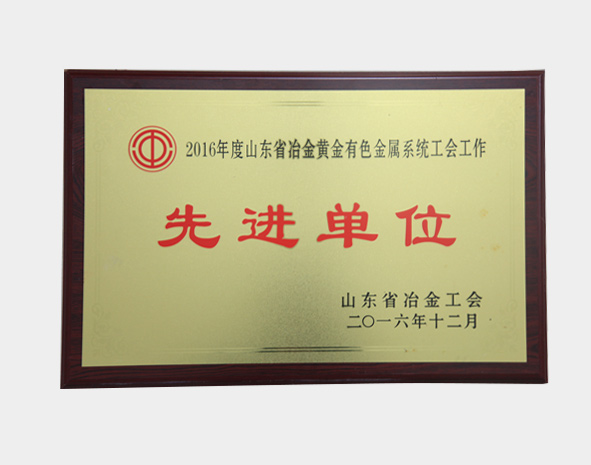 2016年度山东省冶金黄金有色金属系统工会工作
先进单位
山东省冶金工会
二〇一六年十二月